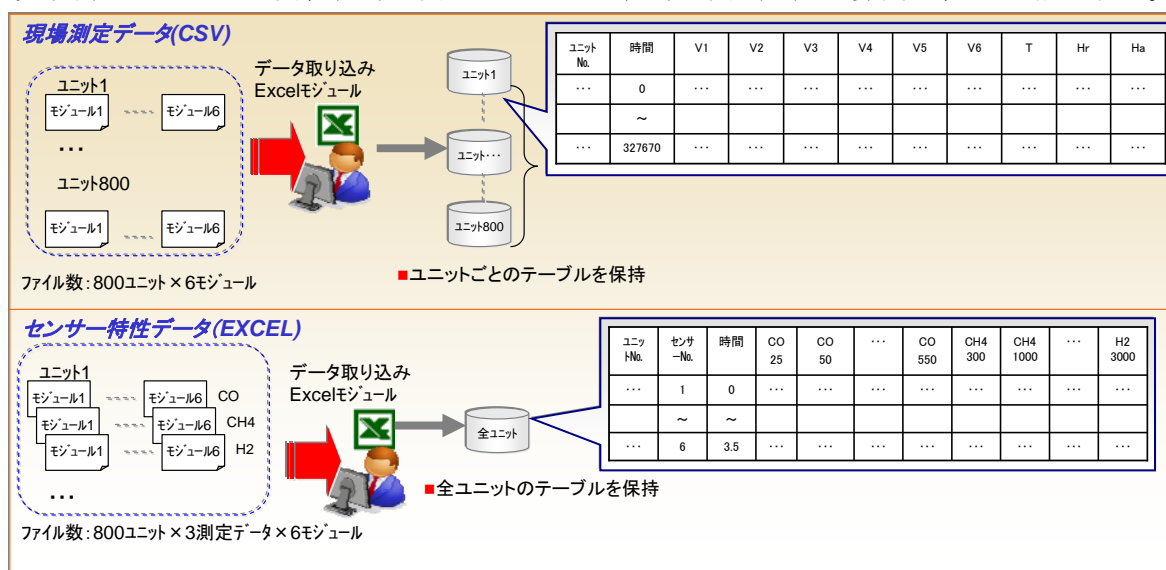 現場測定データ(CSV)
ユニット1
モジュール1
モジュール6
...
ユニット800
モジュール1
モジュール6
ファイル数:800ユニット×6モジュール
データ取り込み
Excelモジュール
ユニット1
ユニット・・・
ユニット800
■ユニットごとのテーブルを保持
ユニット No. 時間 V1 V2 V3 V4 V5 V6 T Hr Ha
・・・ 0 ・・・ ・・・ ・・・ ・・・ ・・・ ・・・ ・・・ ・・・ ・・・
~
・・・ 327670 ・・・ ・・・ ・・・ ・・・ ・・・ ・・・ ・・・ ・・・ ・・・
センサー特性データ(EXCEL)
ユニット1
モジュール1 モジュール6 CO
モジュール1 モジュール6 CH4
モジュール1 モジュール6 H2
...
ファイル数:800ユニット×3測定データ×6モジュール
データ取り込み
Excelモジュール
全ユニット
■全ユニットのテーブルを保持
ユニットNo. センサーNo. 時間 CO 25 CO 50 ・・・ CO 550 CH4 300 CH4 1000 ・・・ H2 3000
・・・ 1 0 ・・・ ・・・ ・・・ ・・・ ・・・ ・・・ ・・・ ・・・
~ ~
・・・ 6 3.5 ・・・ ・・・ ・・・ ・・・ ・・・ ・・・ ・・・ ・・・